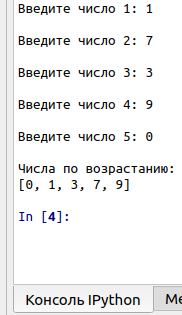 Введите число 1: 1
Введите число 2: 7
Введите число 3: 3
Введите число 4: 9
Введите число 5: 0
Числа по возрастанию:
[0, 1, 3, 7, 9]
In [4]:
Консоль IPython